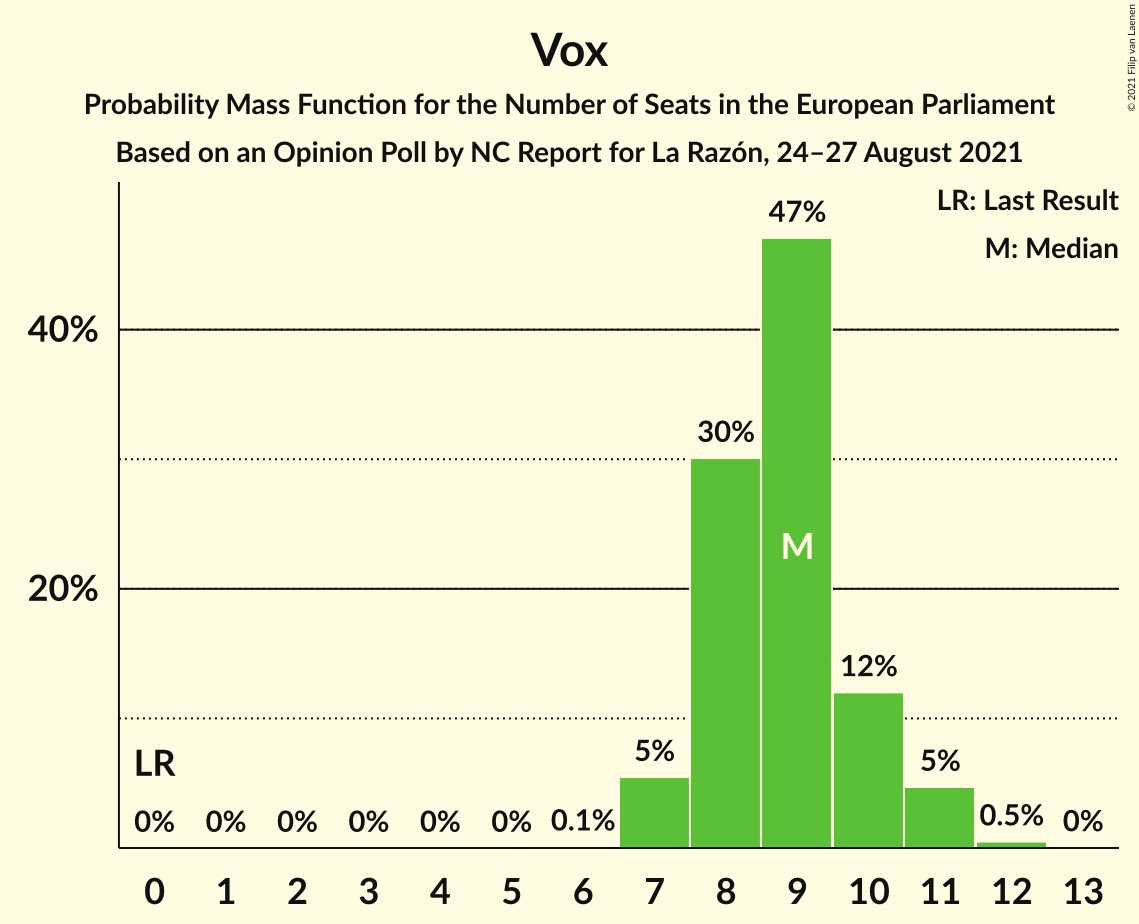 Vox
Probability Mass Function for the Number of Seats in the European Parliament
Based on an Opinion Poll by NC Report for La Razón, 24–27 August 2021
© 2021 Filip van Laenen
LR: Last Result
M: Median
47%
40%
30%
M
20%
12%
LR
5%
5%
0% 0% 0% 0% 0% 0% 0.1% 0.5% 0%
0 1 2 3 4 5 6 7 8 9 10 11 12 13